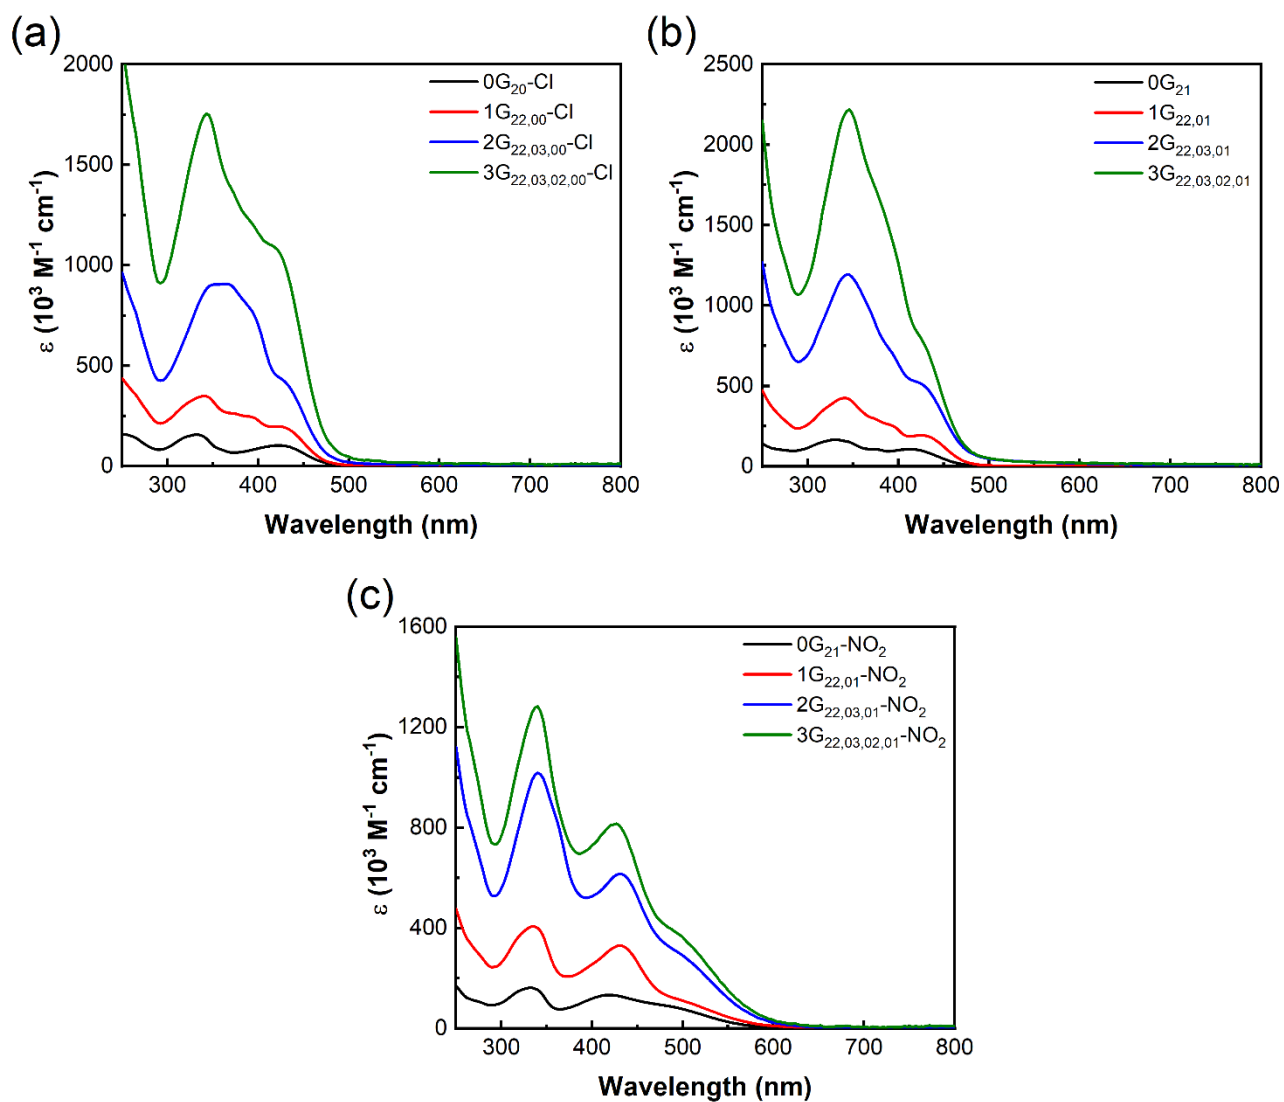 (a)
2000
1500
1000
500
0
300 400 500 600 700 800
ε (10³ M⁻¹ cm⁻¹)
Wavelength (nm)
0G₂₀-Cl
1G₂₂,₀₀-Cl
2G₂₂,₀₃,₀₀-Cl
3G₂₂,₀₃,₀₂,₀₀-Cl
(b)
2500
2000
1500
1000
500
0
300 400 500 600 700 800
ε (10³ M⁻¹ cm⁻¹)
Wavelength (nm)
0G₂₁
1G₂₂,₀₁
2G₂₂,₀₃,₀₁
3G₂₂,₀₃,₀₂,₀₁
(c)
1600
1200
800
400
0
300 400 500 600 700 800
ε (10³ M⁻¹ cm⁻¹)
Wavelength (nm)
0G₂₁-NO₂
1G₂₂,₀₁-NO₂
2G₂₂,₀₃,₀₁-NO₂
3G₂₂,₀₃,₀₂,₀₁-NO₂